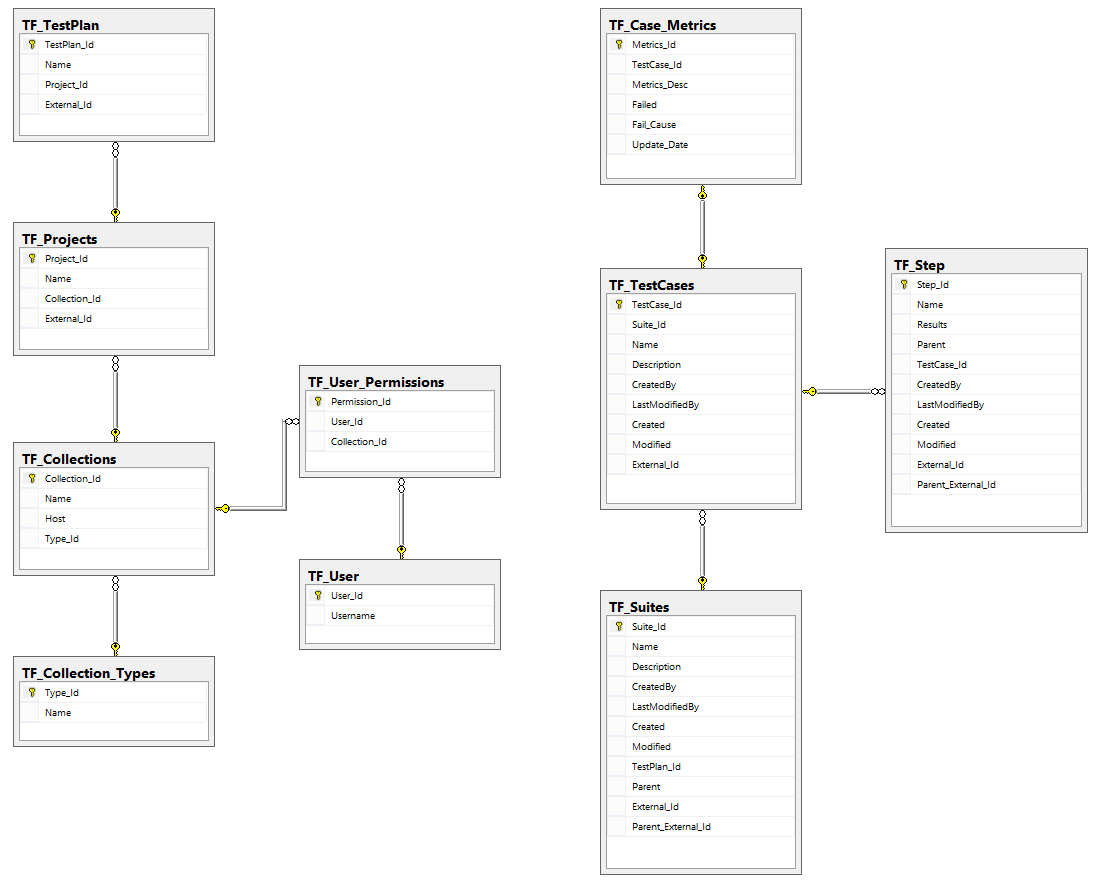 TF_TestPlan
TestPlan_Id
Name
Project_Id
External_Id
TF_Projects
Project_Id
Name
Collection_Id
External_Id
TF_Collections
Collection_Id
Name
Host
Type_Id
TF_Collection_Types
Type_Id
Name
TF_User_Permissions
Permission_Id
User_Id
Collection_Id
TF_User
User_Id
Username
TF_Case_Metrics
Metrics_Id
TestCase_Id
Metrics_Desc
Failed
Fail_Cause
Update_Date
TF_TestCases
TestCase_Id
Suite_Id
Name
Description
CreatedBy
LastModifiedBy
Created
Modified
External_Id
TF_Suites
Suite_Id
Name
Description
CreatedBy
LastModifiedBy
Created
Modified
TestPlan_Id
Parent
External_Id
Parent_External_Id
TF_Step
Step_Id
Name
Results
Parent
TestCase_Id
CreatedBy
LastModifiedBy
Created
Modified
External_Id
Parent_External_Id